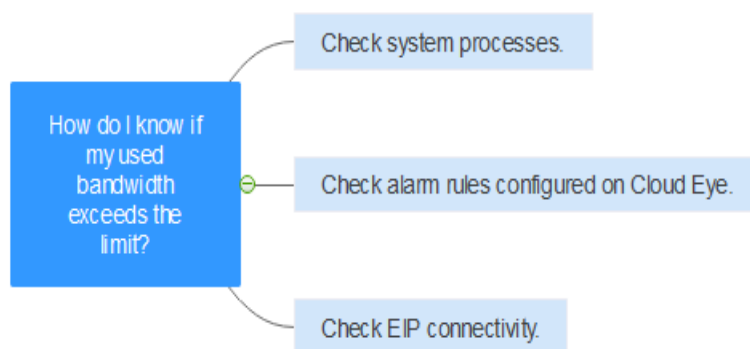 Check system processes.
How do I know if
my used
bandwidth
exceeds the
limit?
Check alarm rules configured on Cloud Eye.
Check EIP connectivity.